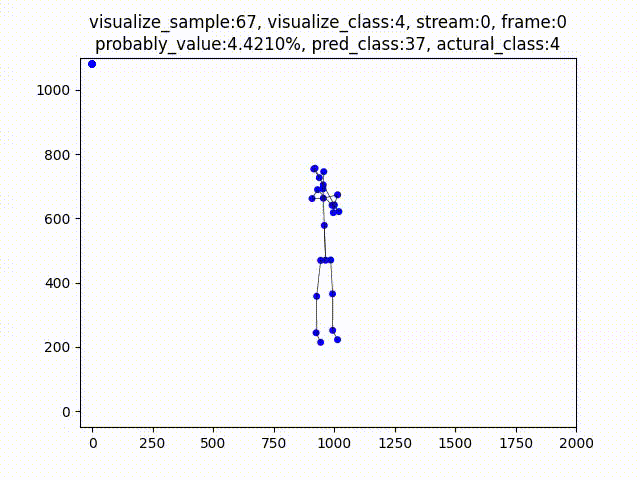 visualize_sample:67, visualize_class:4, stream:0, frame:0
probably_value:4.4210%, pred_class:37, actural_class:4
1000
800
600
400
200
0
0 250 500 750 1000 1250 1500 1750 2000